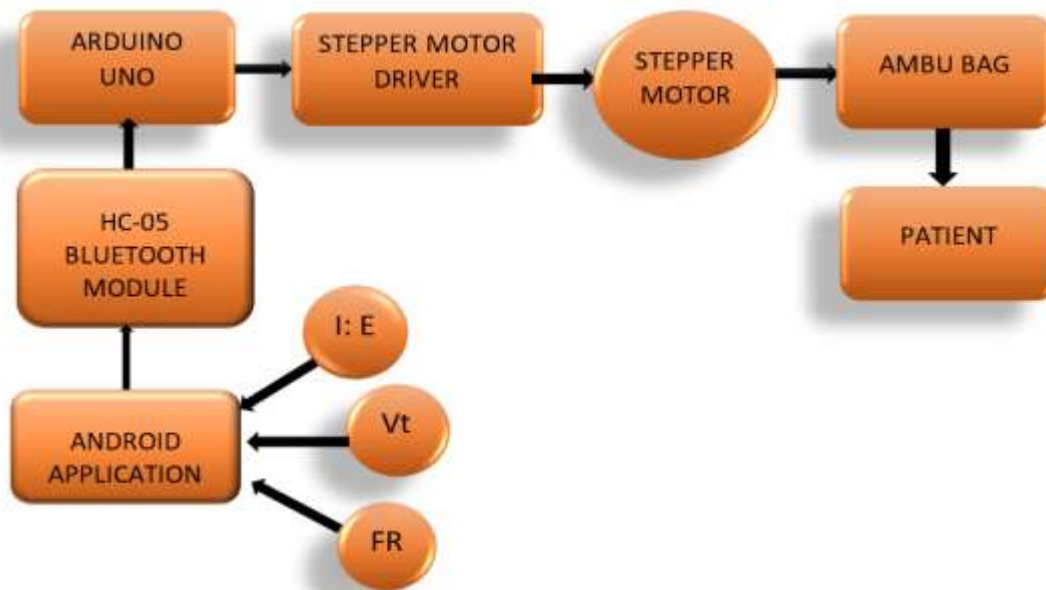 ARDUINO
UNO
STEPPER MOTOR
DRIVER
STEPPER
MOTOR
AMBU BAG
PATIENT
HC-05
BLUETOOTH
MODULE
I: E
Vt
ANDROID
APPLICATION
FR